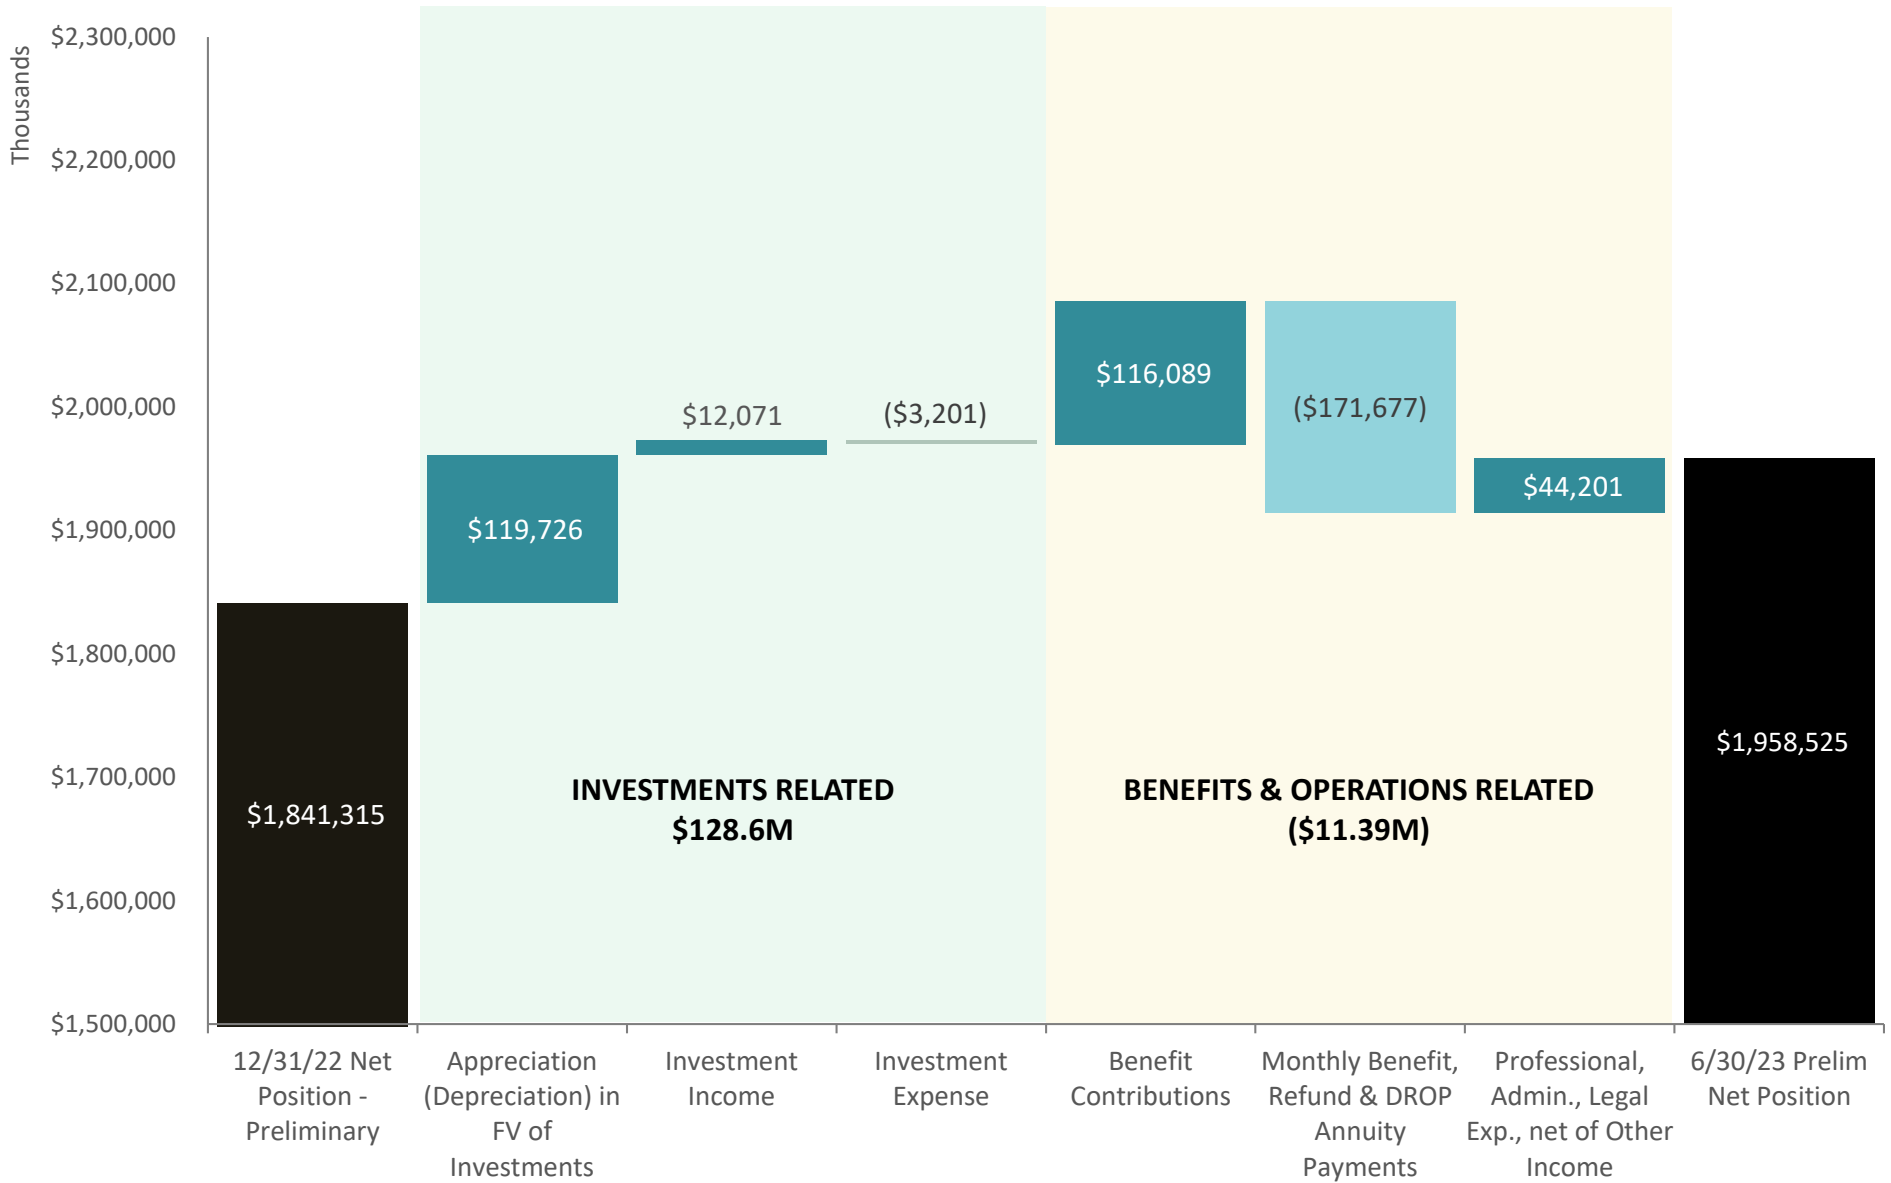 Thousands
$2,300,000
$2,200,000
$2,100,000
$2,000,000
$1,900,000
$1,800,000
$1,700,000
$1,600,000
$1,500,000
$1,841,315
$119,726
$12,071
($3,201)
$116,089
($171,677)
$44,201
$1,958,525
INVESTMENTS RELATED
$128.6M
BENEFITS & OPERATIONS RELATED
($11.39M)
12/31/22 Net
Position -
Preliminary
Appreciation
(Depreciation) in
FV of
Investments
Investment
Income
Investment
Expense
Benefit
Contributions
Monthly Benefit,
Refund & DROP
Annuity
Payments
Professional,
Admin., Legal
Exp., net of Other
Income
6/30/23 Prelim
Net Position